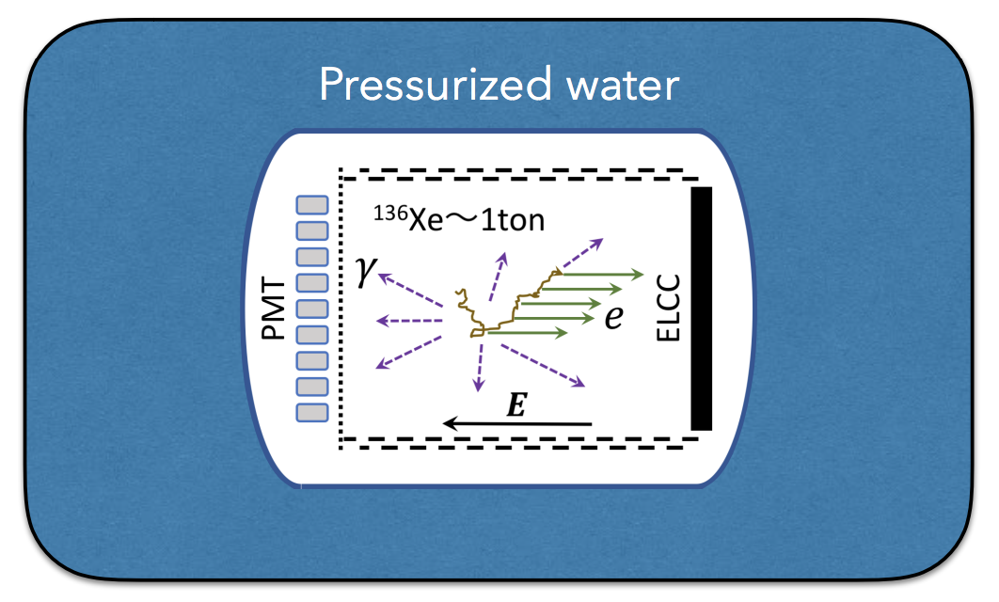 Pressurized water
¹³⁶Xe～1ton
γ
PMT
e
ELCC
E